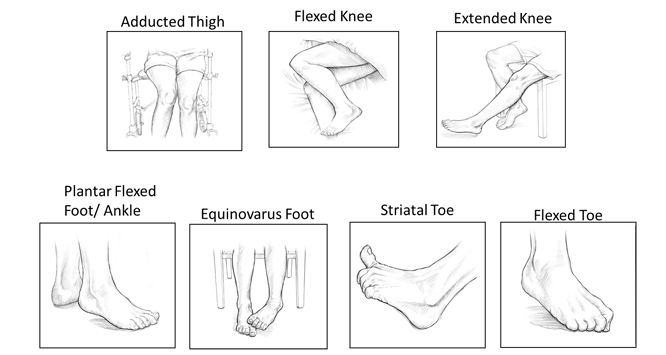 Adducted Thigh
Flexed Knee
Extended Knee
Plantar Flexed
Foot/ Ankle
Equinovarus Foot
Striatal Toe
Flexed Toe